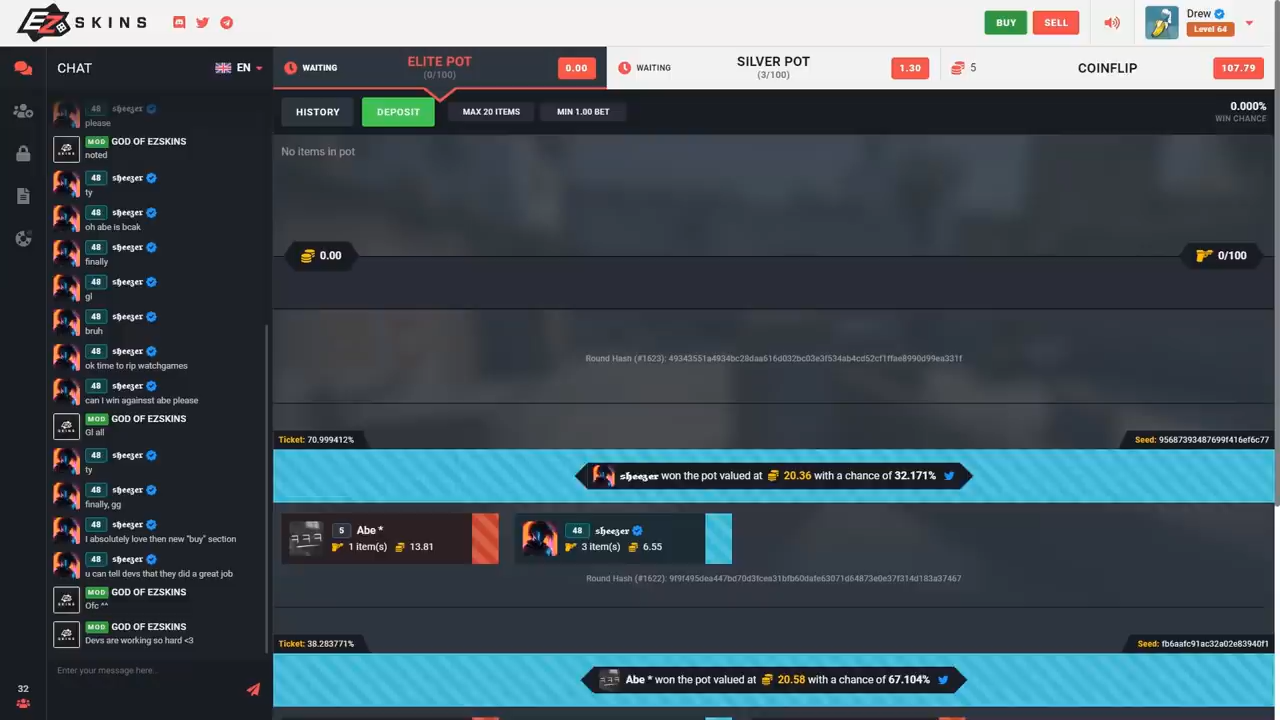 EZ SKINS
BUY
SELL
Drew
Level 64
CHAT
EN
WAITING
ELITE POT
(0/100)
0.00
WAITING
SILVER POT
(3/100)
1.30
5
COINFLIP
107.79
HISTORY
DEPOSIT
MAX 20 ITEMS
MIN 1.00 BET
0.000%
WIN CHANCE
48 sheezer
please
MOD GOD OF EZSKINS
noted
48 sheezer
ty
48 sheezer
oh abe is bcak
48 sheezer
finally
48 sheezer
gl
48 sheezer
bruh
48 sheezer
ok time to rip watchgames
48 sheezer
can I win againsst abe please
MOD GOD OF EZSKINS
Gl all
48 sheezer
ty
48 sheezer
finally, gg
48 sheezer
I absolutely love then new "buy" section
48 sheezer
u can tell devs that they did a great job
MOD GOD OF EZSKINS
Ofc ^^
MOD GOD OF EZSKINS
Devs are working so hard <3
Enter your message here..
32
No items in pot
0.00
0/100
Round Hash (#1623): 49343551a4934bc28daa616d032bc03e3f534ab4cd52cf1ffae8990d99ea331f
Ticket: 70.999412%
Seed: 95687393487699f416ef6c77
sheezer won the pot valued at 20.36 with a chance of 32.171%
5 Abe *
1 item(s) 13.81
48 sheezer
3 item(s) 6.55
Round Hash (#1622): 9f9f495dea447bd70d3fcea31bfb60dafe63071d64873e0e37f314d183a37467
Ticket: 38.283771%
Seed: fb6aafc91ac32a02e83940f1
ㅋㅋㅋ
Abe * won the pot valued at 20.58 with a chance of 67.104%